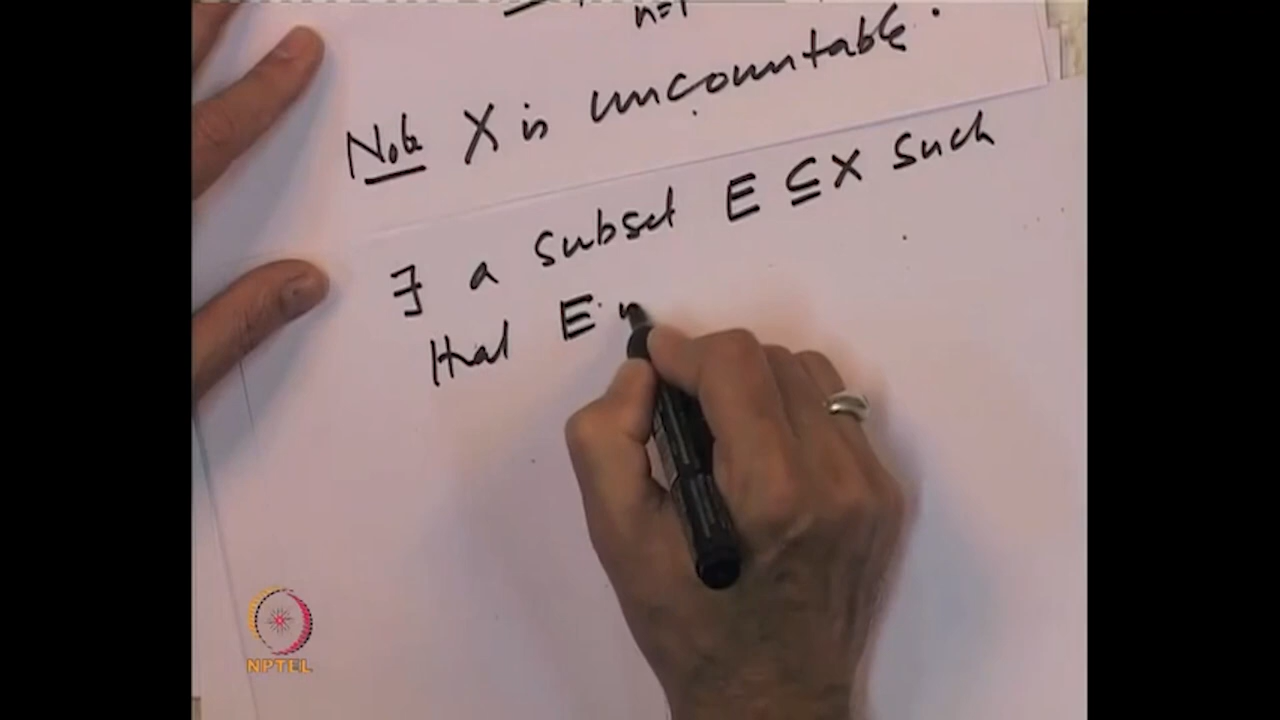 n=1
Note X is uncountable.
∃ a subset E ⊆ X such
that E
NPTEL